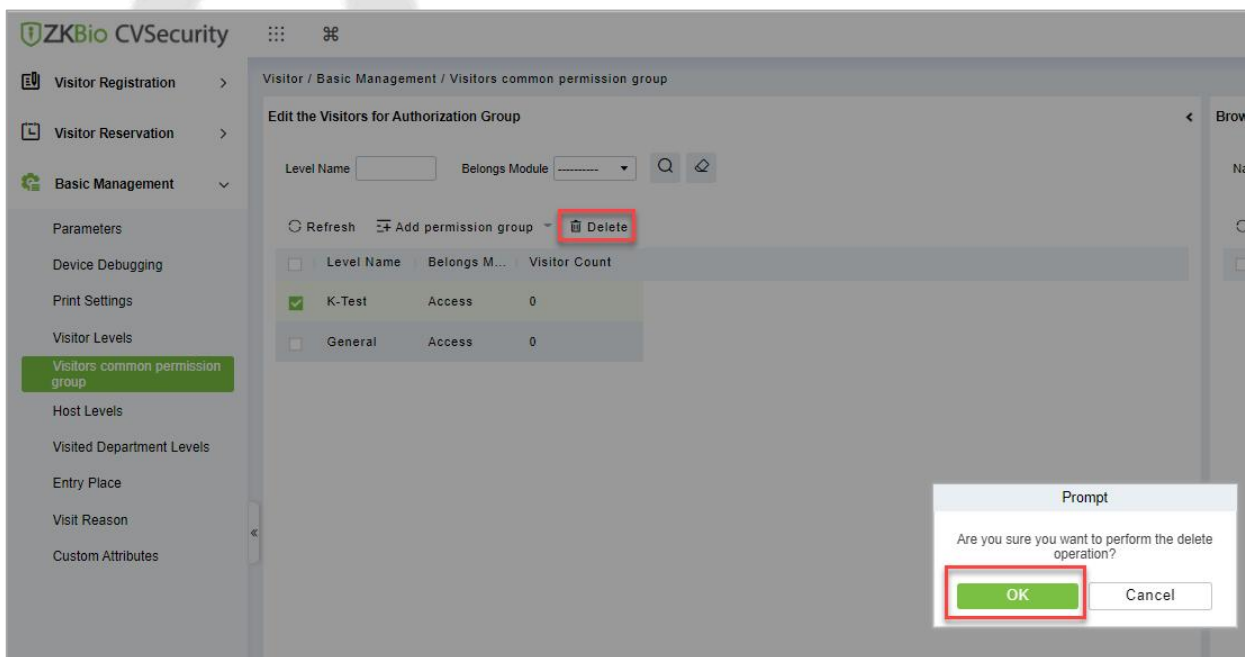 ZKBio CVSecurity
Visitor Registration
Visitor Reservation
Basic Management
Parameters
Device Debugging
Print Settings
Visitor Levels
Visitors common permission
group
Host Levels
Visited Department Levels
Entry Place
Visit Reason
Custom Attributes
Visitor / Basic Management / Visitors common permission group
Edit the Visitors for Authorization Group
Level Name Belongs Module ----------
Refresh Add permission group Delete
Level Name Belongs M... Visitor Count
K-Test Access 0
General Access 0
Prompt
Are you sure you want to perform the delete
operation?
OK Cancel